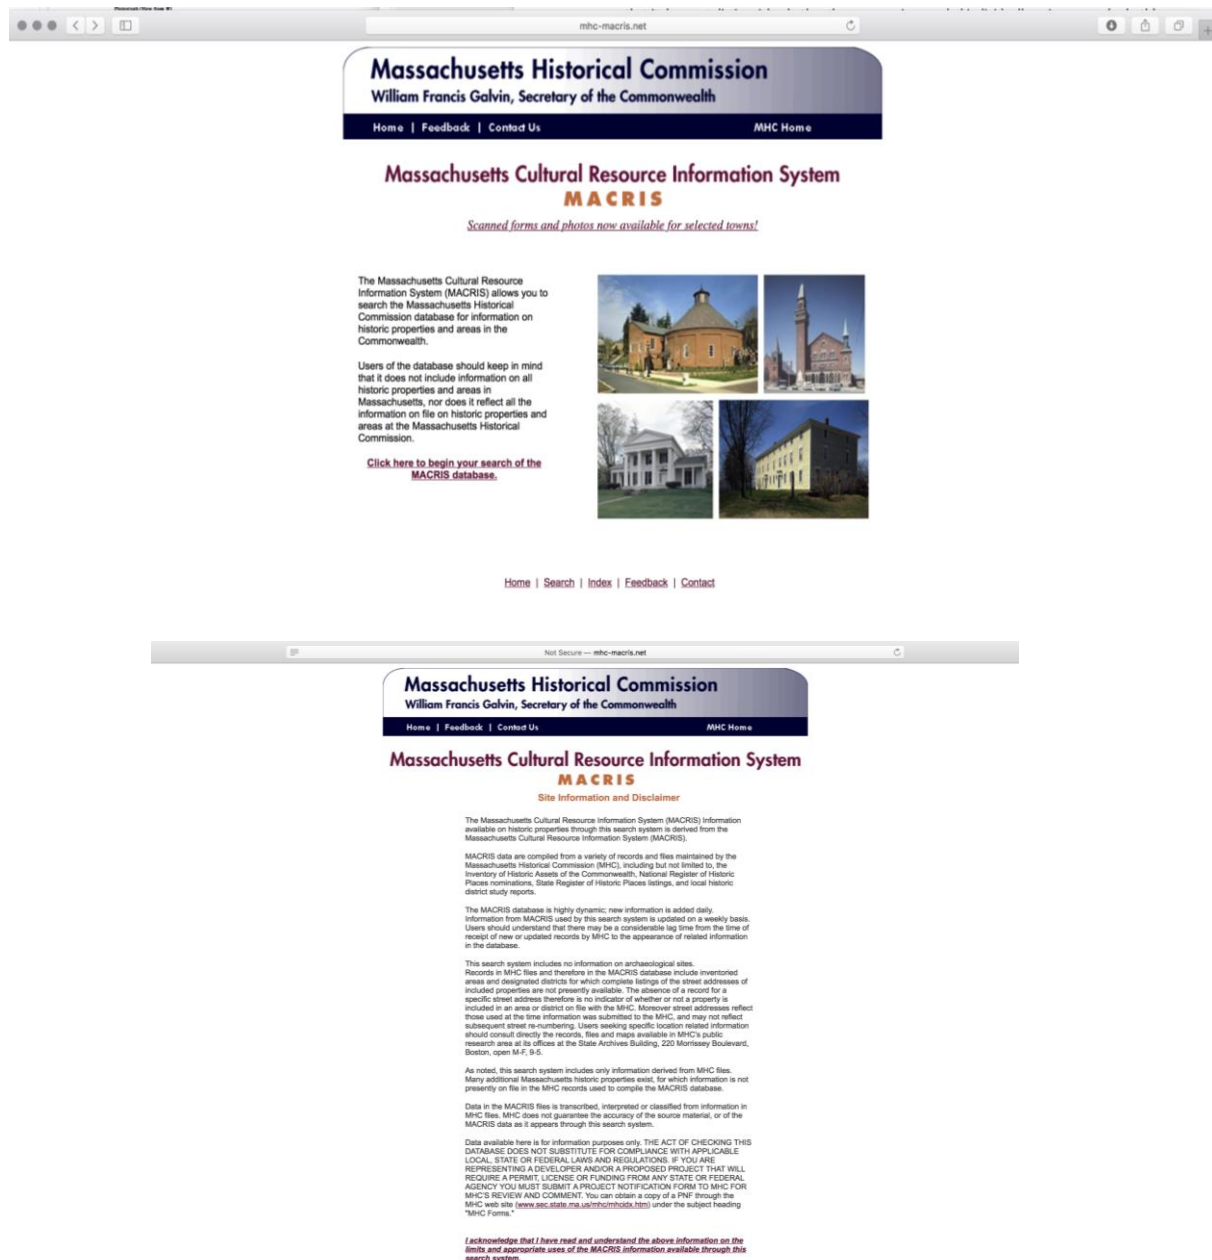 mhc-macris.net
Massachusetts Historical Commission
William Francis Galvin, Secretary of the Commonwealth
Home | Feedback | Contact Us MHC Home
Massachusetts Cultural Resource Information System
MACRIS
Scanned forms and photos now available for selected towns!
The Massachusetts Cultural Resource
Information System (MACRIS) allows you to
search the Massachusetts Historical
Commission database for information on
historic properties and areas in the
Commonwealth.
Users of the database should keep in mind
that it does not include information on all
historic properties and areas in
Massachusetts, nor does it reflect all the
information on file on historic properties and
areas at the Massachusetts Historical
Commission.
Click here to begin your search of the
MACRIS database.
Home | Search | Index | Feedback | Contact
Not Secure — mhc-macris.net
Massachusetts Historical Commission
William Francis Galvin, Secretary of the Commonwealth
Home | Feedback | Contact Us MHC Home
Massachusetts Cultural Resource Information System
MACRIS
Site Information and Disclaimer
The Massachusetts Cultural Resource Information System (MACRIS) Information
available on historic properties through this search system is derived from the
Massachusetts Cultural Resource Information System (MACRIS).
MACRIS data are compiled from a variety of records and files maintained by the
Massachusetts Historical Commission (MHC), including but not limited to, the
Inventory of Historic Assets of the Commonwealth, National Register of Historic
Places nominations, State Register of Historic Places listings, and local historic
district study reports.
The MACRIS database is highly dynamic; new information is added daily.
Information from MACRIS used by this search system is updated on a weekly basis.
Users should understand that there may be a considerable lag time from the time of
receipt of new or updated records by MHC to the appearance of related information
in the database.
This search system includes no information on archaeological sites.
Records in MHC files and therefore in the MACRIS database include inventoried
areas and designated districts for which complete listings of the street addresses of
included properties are not presently available. The absence of a record for a
specific street address therefore is no indicator of whether or not a property is
included in an area or district on file with the MHC. Moreover street addresses reflect
those used at the time information was submitted to the MHC, and may not reflect
subsequent street re-numbering. Users seeking specific location related information
should consult directly the records, files and maps available in MHC's public
research area at its offices at the State Archives Building, 220 Morrissey Boulevard,
Boston, open M-F, 9-5.
As noted, this search system includes only information derived from MHC files.
Many additional Massachusetts historic properties exist, for which information is not
presently on file in the MHC records used to compile the MACRIS database.
Data in the MACRIS files is transcribed, interpreted or classified from information in
MHC files. MHC does not guarantee the accuracy of the source material, or of the
MACRIS data as it appears through this search system.
Data available here is for information purposes only. THE ACT OF CHECKING THIS
DATABASE DOES NOT SUBSTITUTE FOR COMPLIANCE WITH APPLICABLE
LOCAL, STATE OR FEDERAL LAWS AND REGULATIONS. IF YOU ARE
REPRESENTING A DEVELOPER AND/OR A PROPOSED PROJECT THAT WILL
REQUIRE A PERMIT, LICENSE OR FUNDING FROM ANY STATE OR FEDERAL
AGENCY YOU MUST SUBMIT A PROJECT NOTIFICATION FORM TO MHC FOR
MHC'S REVIEW AND COMMENT. You can obtain a copy of a PNF through the
MHC web site (www.sec.state.ma.us/mhc/mhcidx.htm) under the subject heading
"MHC Forms."
I acknowledge that I have read and understand the above information on the
limits and appropriate uses of the MACRIS information available through this
search system.